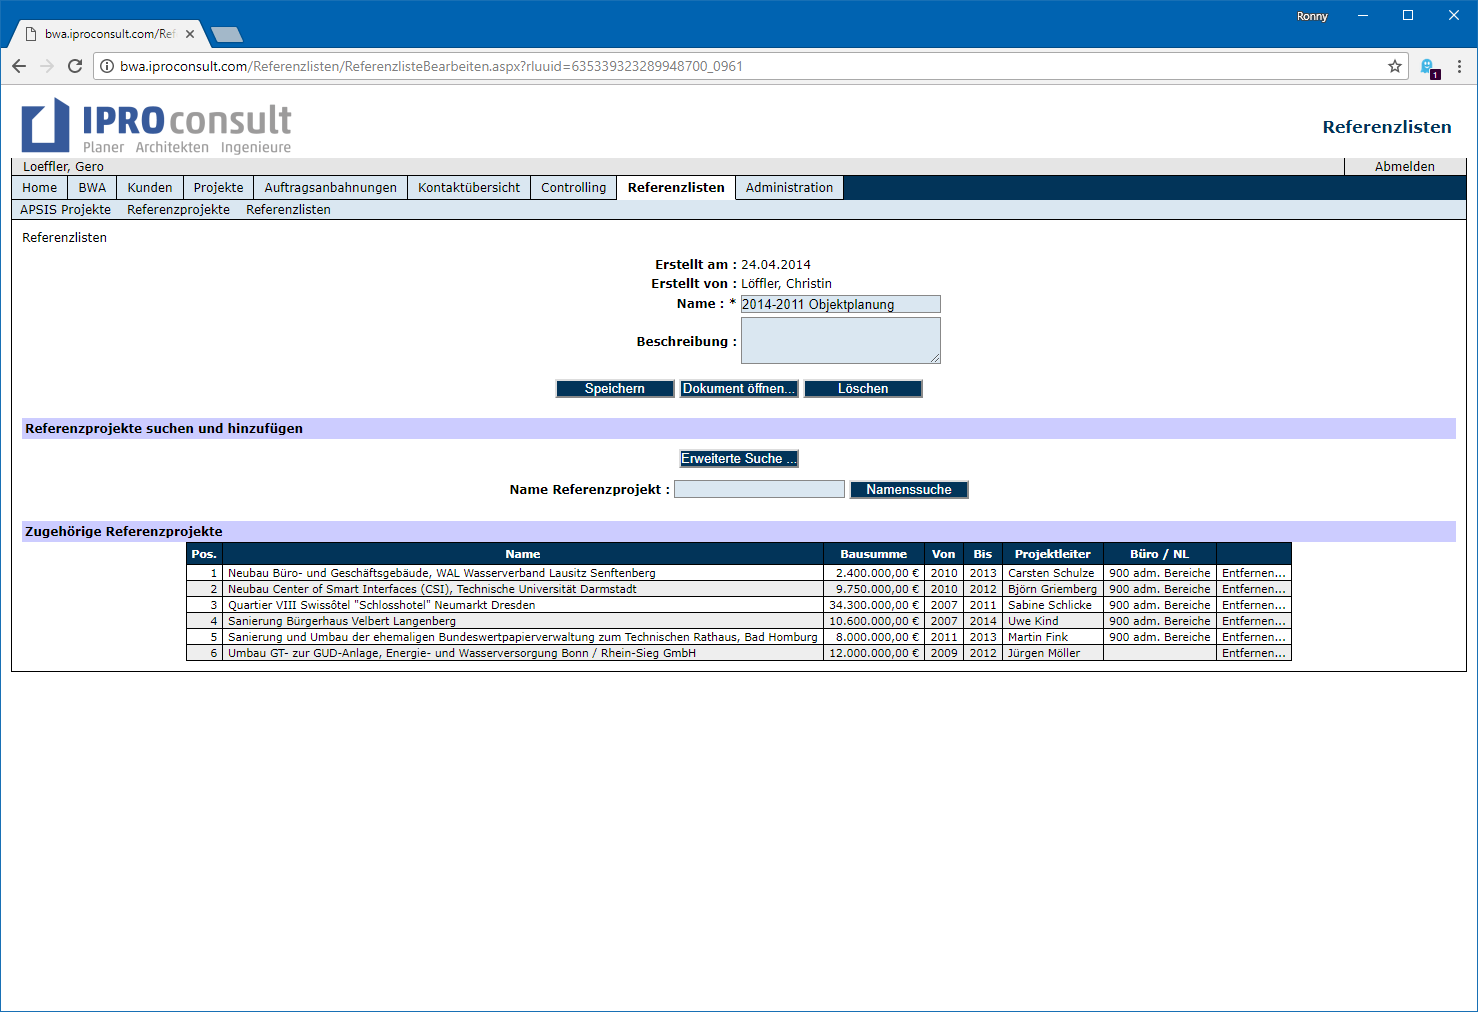 Ronny
bwa.iproconsult.com/Ref
bwa.iproconsult.com/Referenzlisten/ReferenzlisteBearbeiten.aspx?rluuid=635339323289948700_0961
1
IPROconsult
Planer Architekten Ingenieure
Referenzlisten
Loeffler, Gero
Abmelden
Home BWA Kunden Projekte Auftragsanbahnungen Kontaktübersicht Controlling Referenzlisten Administration
APSIS Projekte Referenzprojekte Referenzlisten
Referenzlisten
Erstellt am : 24.04.2014
Erstellt von : Löffler, Christin
Name : * 2014-2011 Objektplanung
Beschreibung :
Speichern Dokument öffnen... Löschen
Referenzprojekte suchen und hinzufügen
Erweiterte Suche ...
Name Referenzprojekt : Namenssuche
Zugehörige Referenzprojekte
Pos. Name Bausumme Von Bis Projektleiter Büro / NL
1 Neubau Büro- und Geschäftsgebäude, WAL Wasserverband Lausitz Senftenberg 2.400.000,00 € 2010 2013 Carsten Schulze 900 adm. Bereiche Entfernen...
2 Neubau Center of Smart Interfaces (CSI), Technische Universität Darmstadt 9.750.000,00 € 2010 2012 Björn Griemberg 900 adm. Bereiche Entfernen...
3 Quartier VIII Swissôtel "Schlosshotel" Neumarkt Dresden 34.300.000,00 € 2007 2011 Sabine Schlicke 900 adm. Bereiche Entfernen...
4 Sanierung Bürgerhaus Velbert Langenberg 10.600.000,00 € 2007 2014 Uwe Kind 900 adm. Bereiche Entfernen...
5 Sanierung und Umbau der ehemaligen Bundeswertpapierverwaltung zum Technischen Rathaus, Bad Homburg 8.000.000,00 € 2011 2013 Martin Fink 900 adm. Bereiche Entfernen...
6 Umbau GT- zur GUD-Anlage, Energie- und Wasserversorgung Bonn / Rhein-Sieg GmbH 12.000.000,00 € 2009 2012 Jürgen Möller Entfernen...